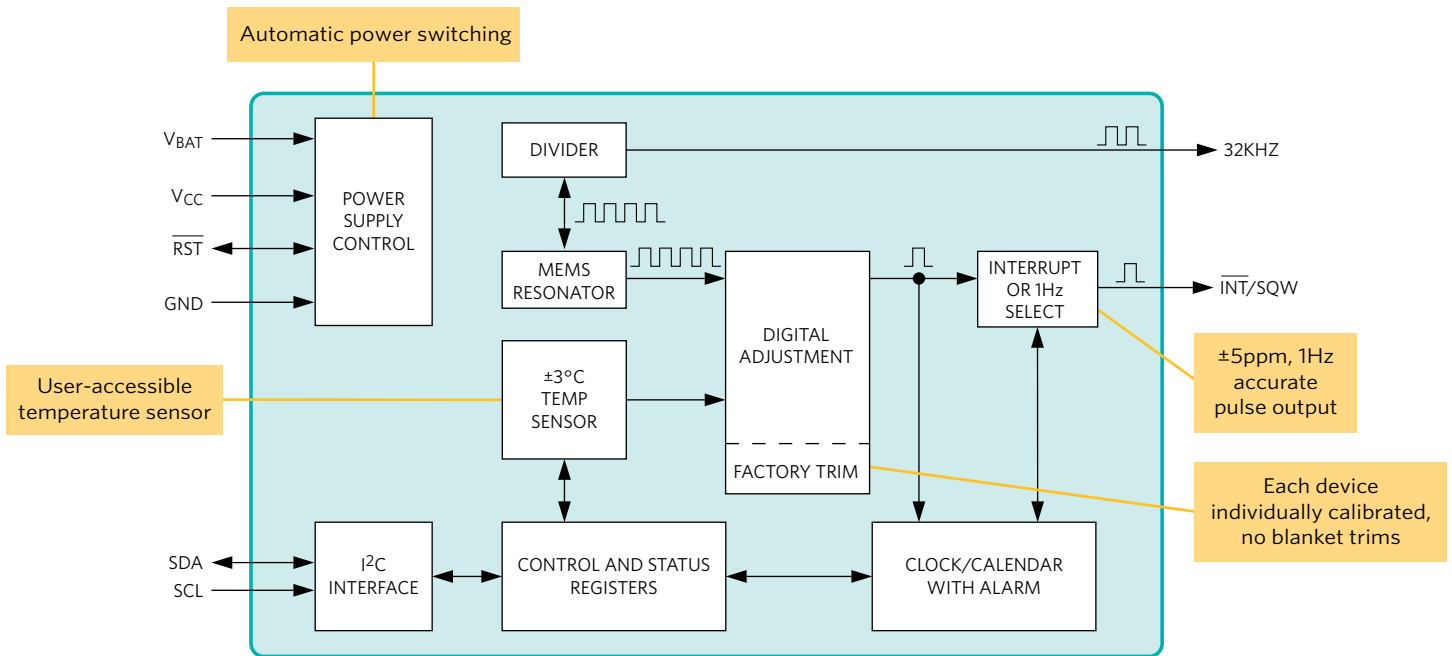 Automatic power switching
VBAT
VCC
RST
GND
POWER
SUPPLY
CONTROL
DIVIDER
32KHZ
MEMS
RESONATOR
INTERRUPT
OR 1Hz
SELECT
INT/SQW
DIGITAL
ADJUSTMENT
FACTORY TRIM
±3°C
TEMP
SENSOR
User-accessible
temperature sensor
±5ppm, 1Hz
accurate
pulse output
Each device
individually calibrated,
no blanket trims
SDA
SCL
I²C
INTERFACE
CONTROL AND STATUS
REGISTERS
CLOCK/CALENDAR
WITH ALARM